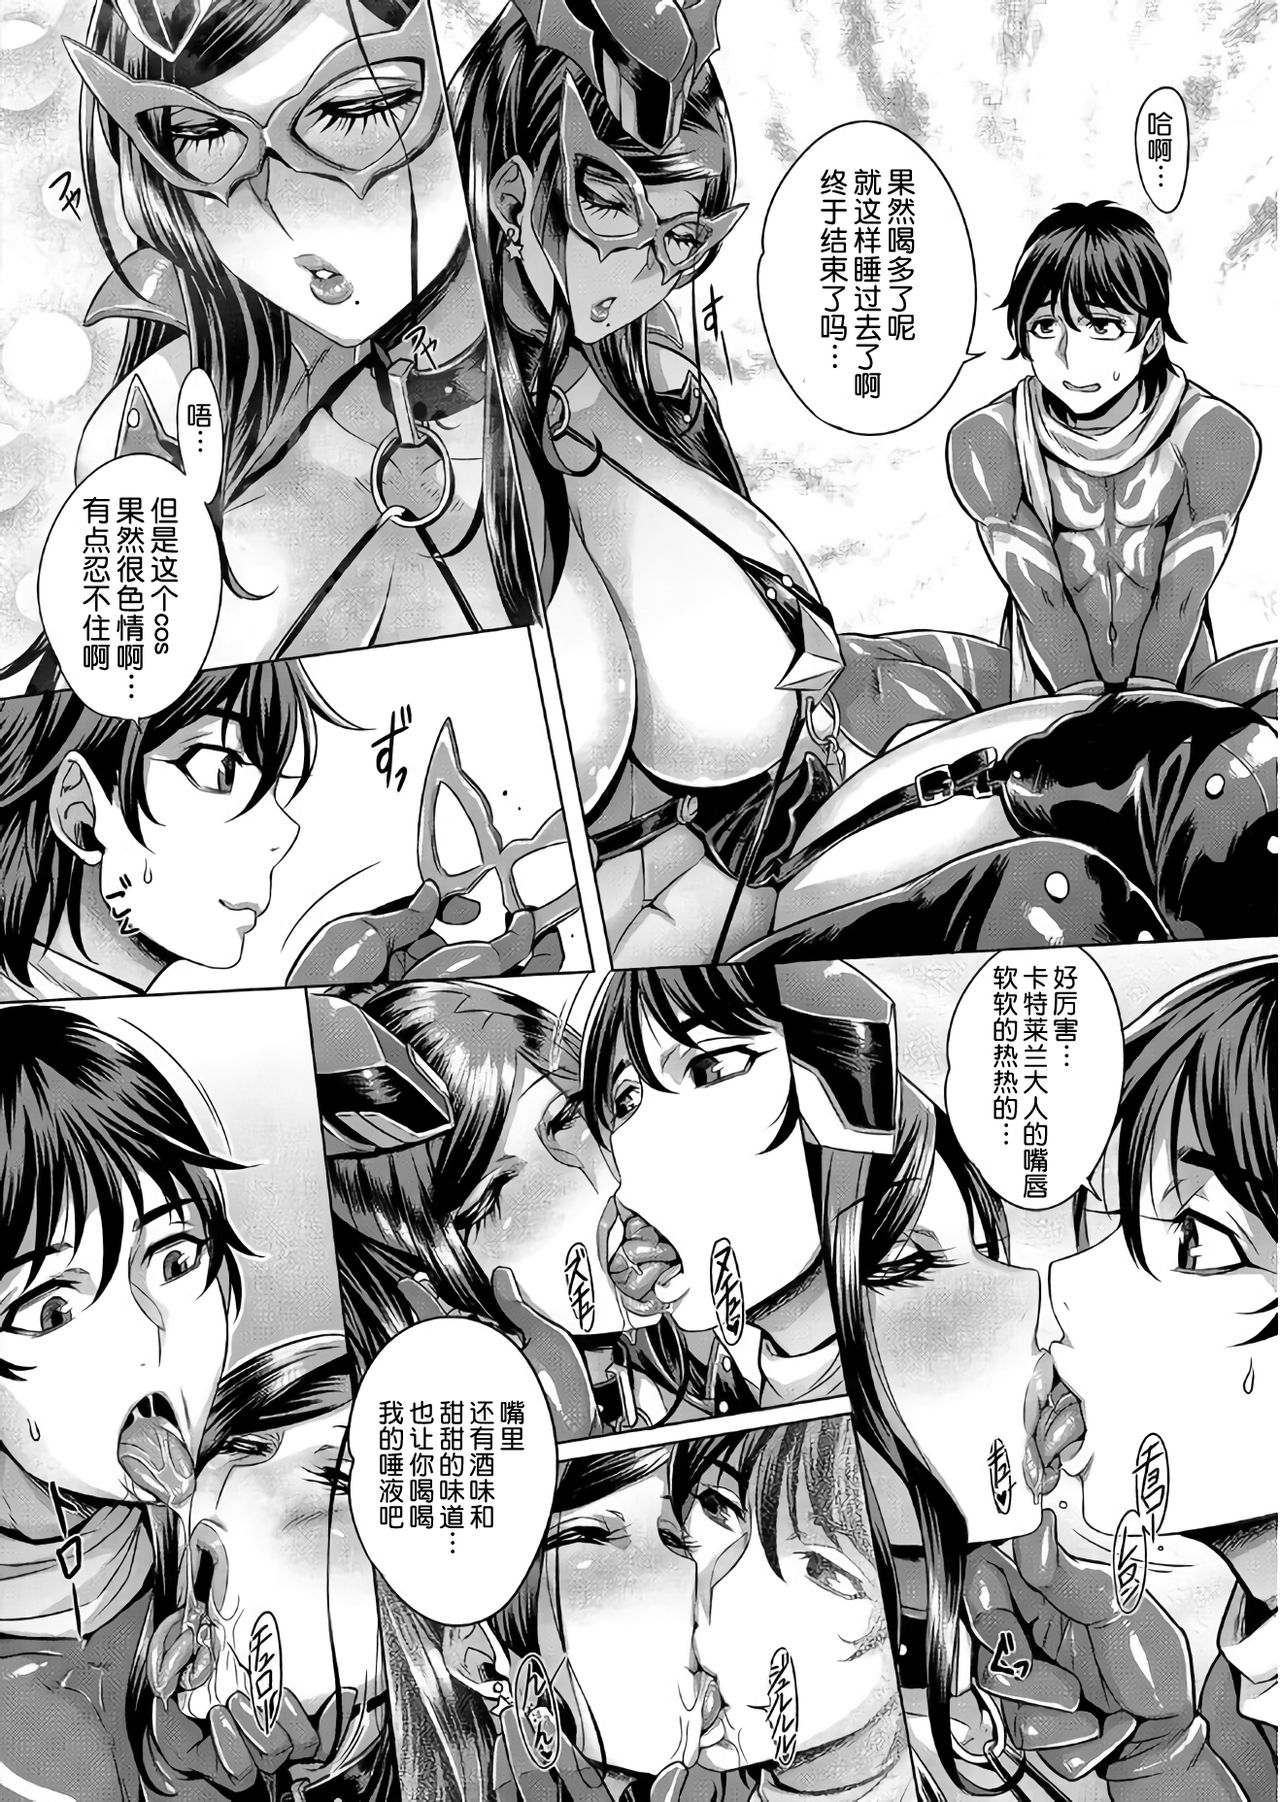 哈啊…
果然喝多了呢
就这样睡过去了啊
终于结束了吗…
唔…
但是这个cos
果然很色情啊…
有点忍不住啊
好厉害…
卡特莱兰大人的嘴唇
软软的热热的…
嘴里
还有酒味和
甜甜的味道…
也让你喝喝
我的唾液吧